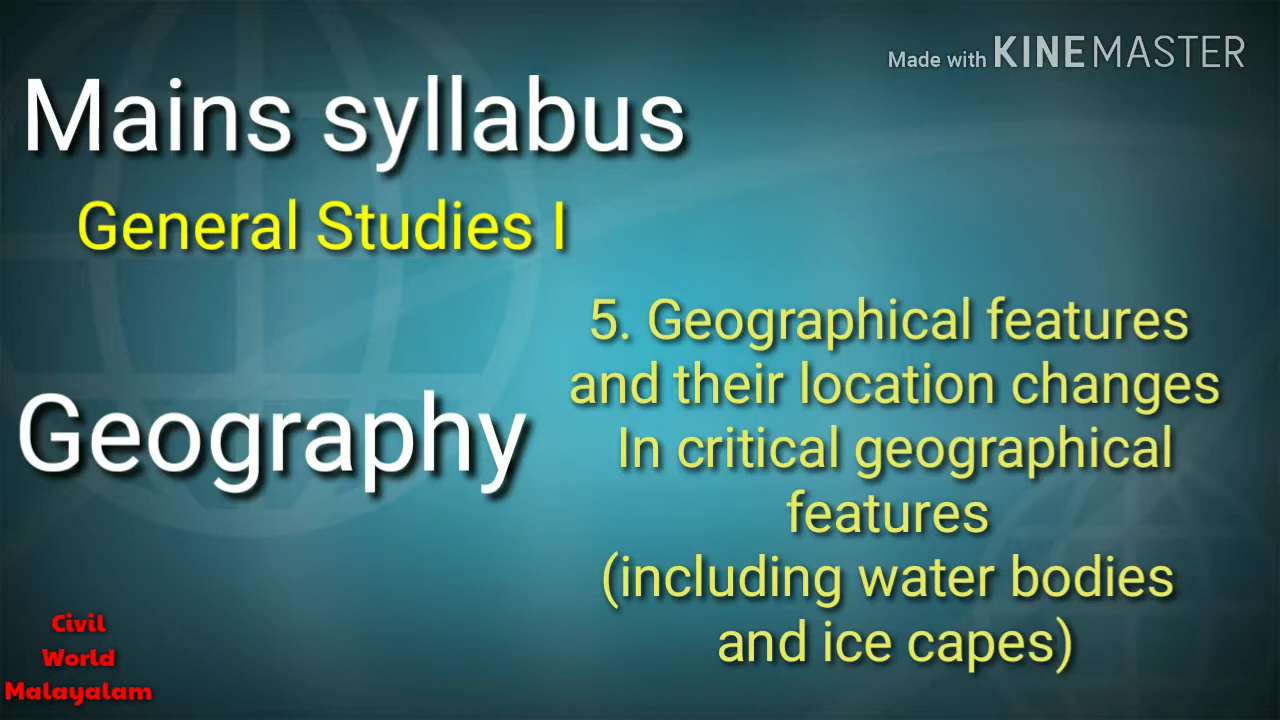 Made with KINEMASTER
Mains syllabus
General Studies I
Geography
5. Geographical features
and their location changes
In critical geographical
features
(including water bodies
and ice capes)
Civil
World
Malayalam